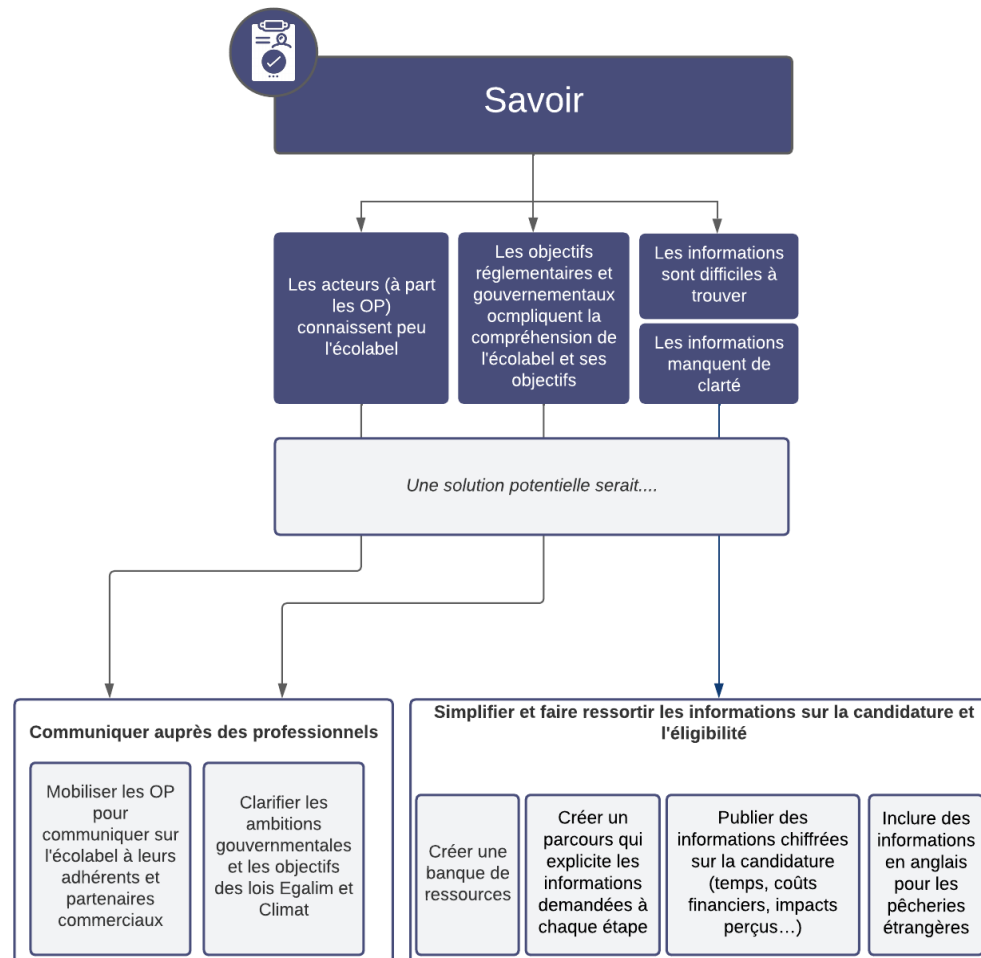 Savoir
Les acteurs (à part
les OP)
connaissent peu
l'écolabel
Les objectifs
réglementaires et
gouvernementaux
ocmpliquent la
compréhension de
l'écolabel et ses
objectifs
Les informations
sont difficiles à
trouver
Les informations
manquent de
clarté
Une solution potentielle serait....
Communiquer auprès des professionnels
Mobiliser les OP
pour
communiquer sur
l'écolabel à leurs
adhérents et
partenaires
commerciaux
Clarifier les
ambitions
gouvernmentales
et les objectifs
des lois Egalim et
Climat
Simplifier et faire ressortir les informations sur la candidature et
l'éligibilité
Créer une
banque de
ressources
Créer un
parcours qui
explicite les
informations
demandées à
chaque étape
Publier des
informations chiffrées
sur la candidature
(temps, coûts
financiers, impacts
perçus…)
Inclure des
informations
en anglais
pour les
pêcheries
étrangères